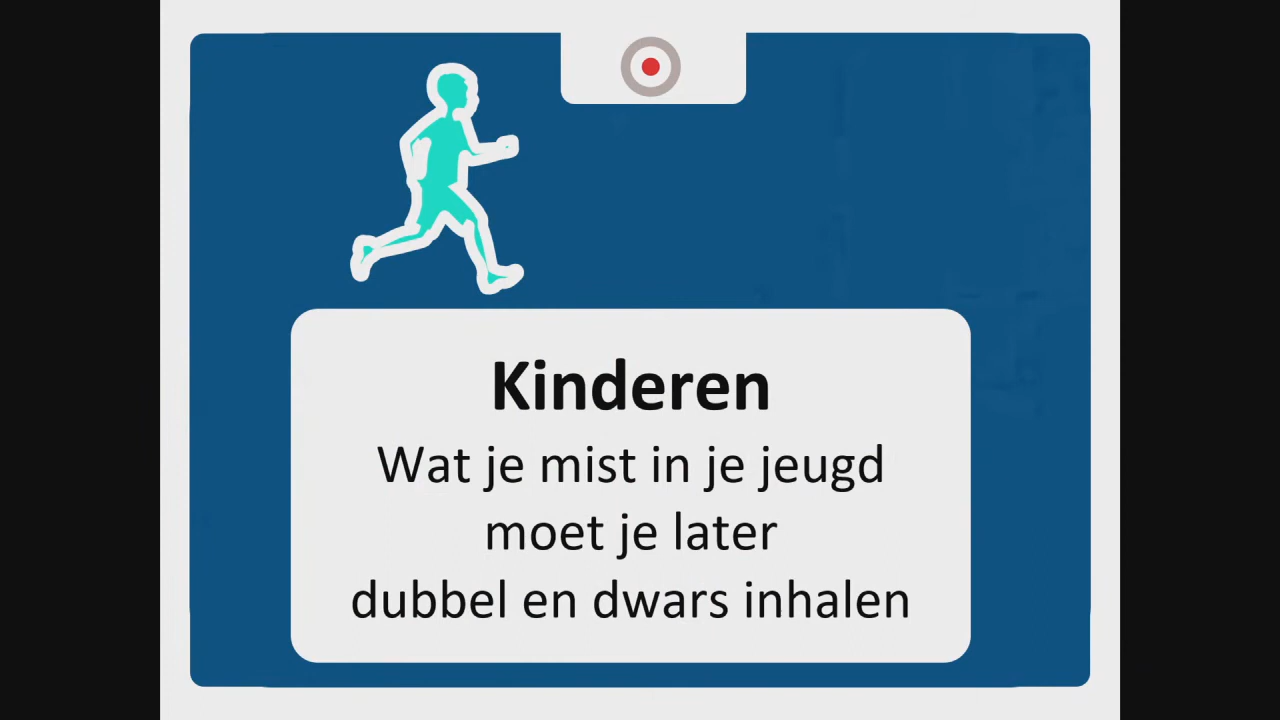 Kinderen
Wat je mist in je jeugd
moet je later
dubbel en dwars inhalen